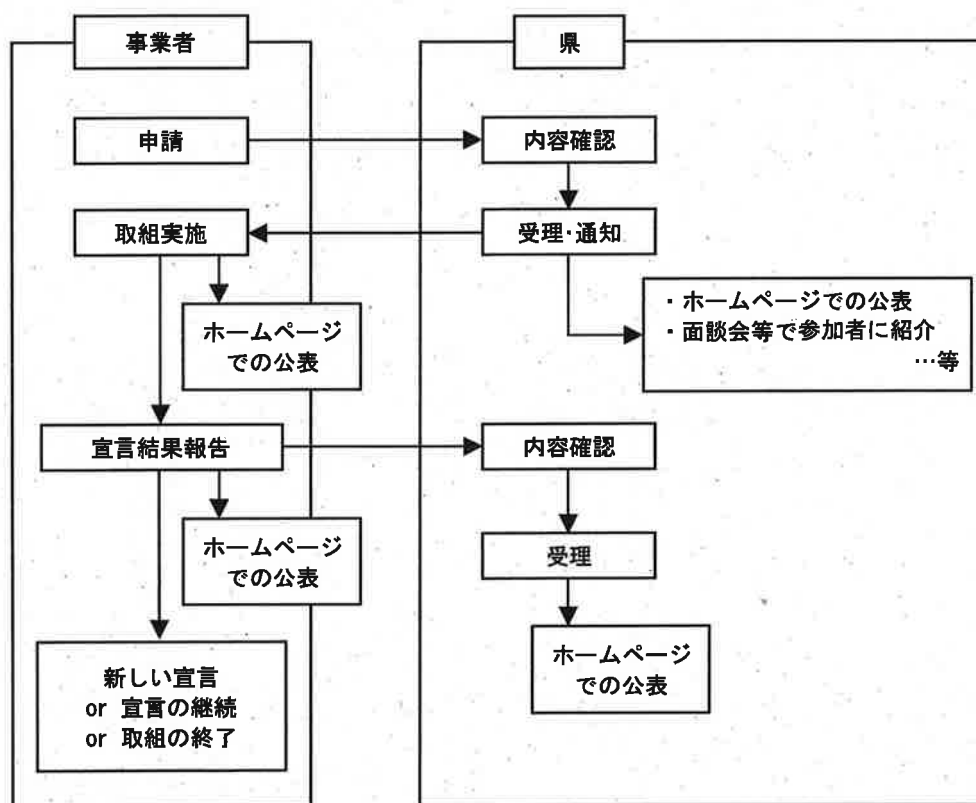 事業者
県
申請
内容確認
取組実施
受理・通知
ホームページ
での公表
・ホームページでの公表
・面談会等で参加者に紹介
…等
宣言結果報告
内容確認
ホームページ
での公表
受理
新しい宣言
or 宣言の継続
or 取組の終了
ホームページ
での公表